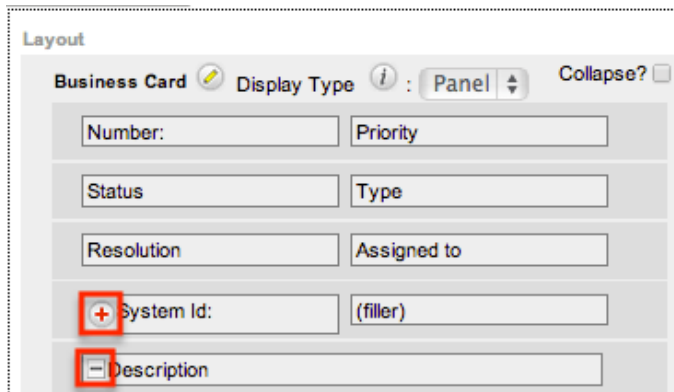 Layout
Business Card Display Type i : Panel Collapse?
Number: Priority
Status Type
Resolution Assigned to
System Id: (filler)
Description